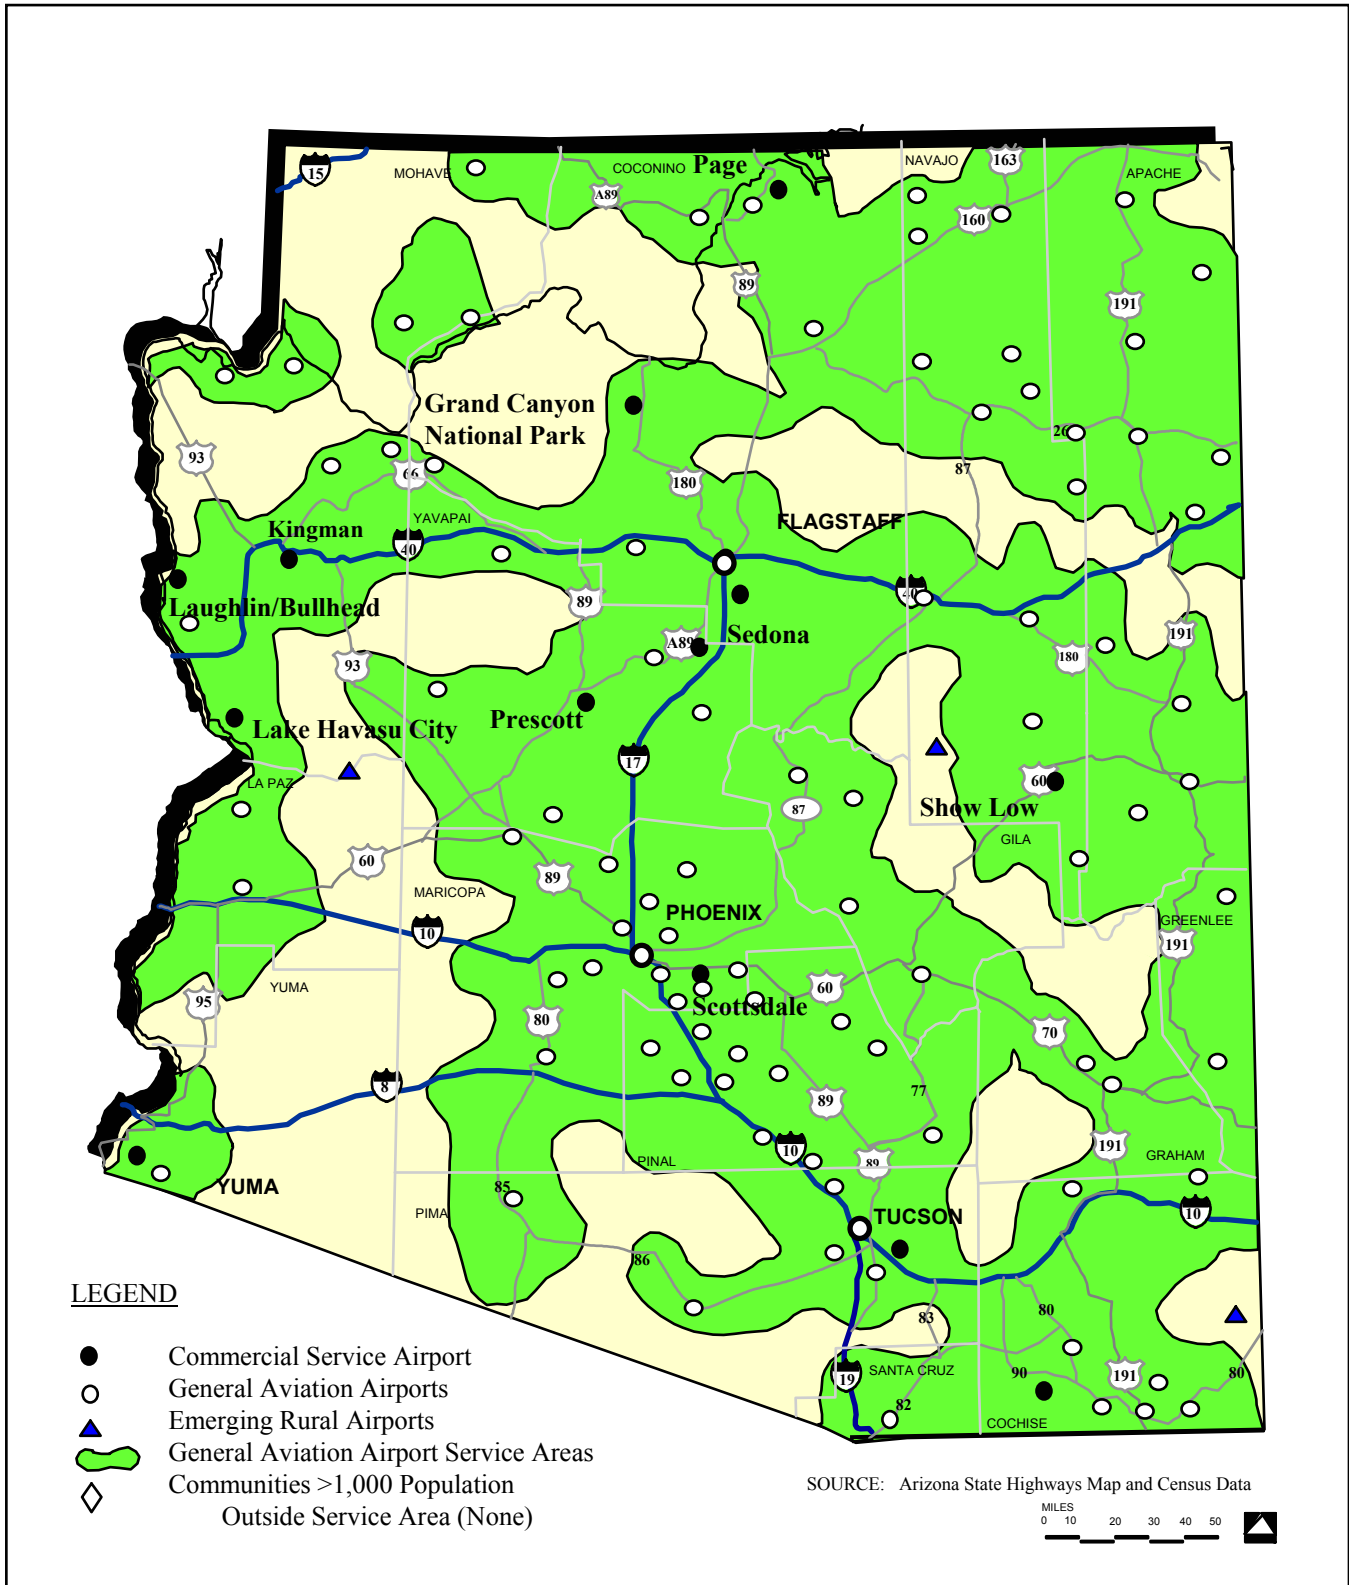 NAVAJO
163
15
MOHAVE
COCONINO
Page
APACHE
A89
160
89
191
Grand Canyon
National Park
26
93
66
87
180
YAVAPAI
FLAGSTAFF
Kingman
40
40
89
Laughlin/Bullhead
Sedona
191
A89
180
93
Prescott
Lake Havasu City
17
LA PAZ
60
87
Show Low
GILA
60
89
MARICOPA
PHOENIX
GREENLEE
10
191
YUMA
60
95
Scottsdale
80
70
8
77
89
191
10
GRAHAM
PINAL
89
YUMA
85
PIMA
TUCSON
10
86
LEGEND
83
80
SANTA CRUZ
90
191
80
19
82
COCHISE
Commercial Service Airport
General Aviation Airports
Emerging Rural Airports
General Aviation Airport Service Areas
Communities >1,000 Population
Outside Service Area (None)
SOURCE: Arizona State Highways Map and Census Data
MILES
0 10 20 30 40 50